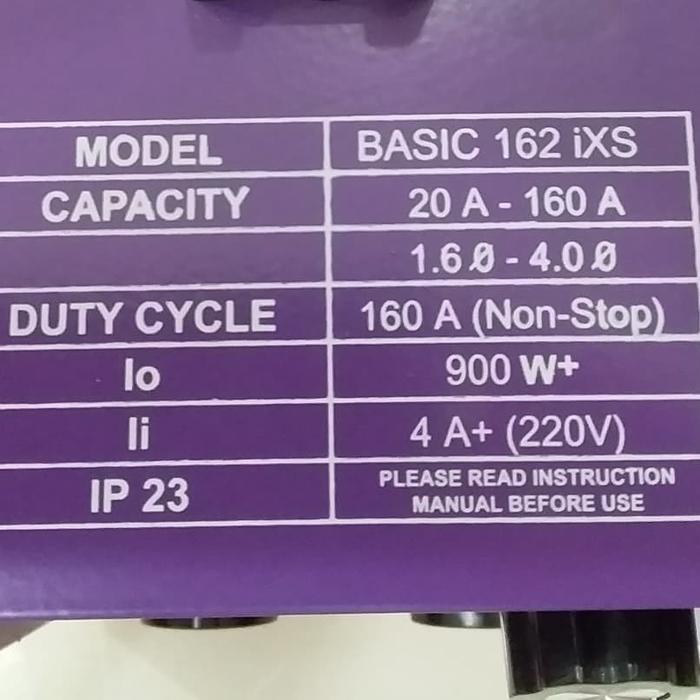 MODEL BASIC 162 iXS
CAPACITY 20 A - 160 A
1.6 Ø - 4.0 Ø
DUTY CYCLE 160 A (Non-Stop)
Io 900 W+
Ii 4 A+ (220V)
IP 23 PLEASE READ INSTRUCTION
MANUAL BEFORE USE